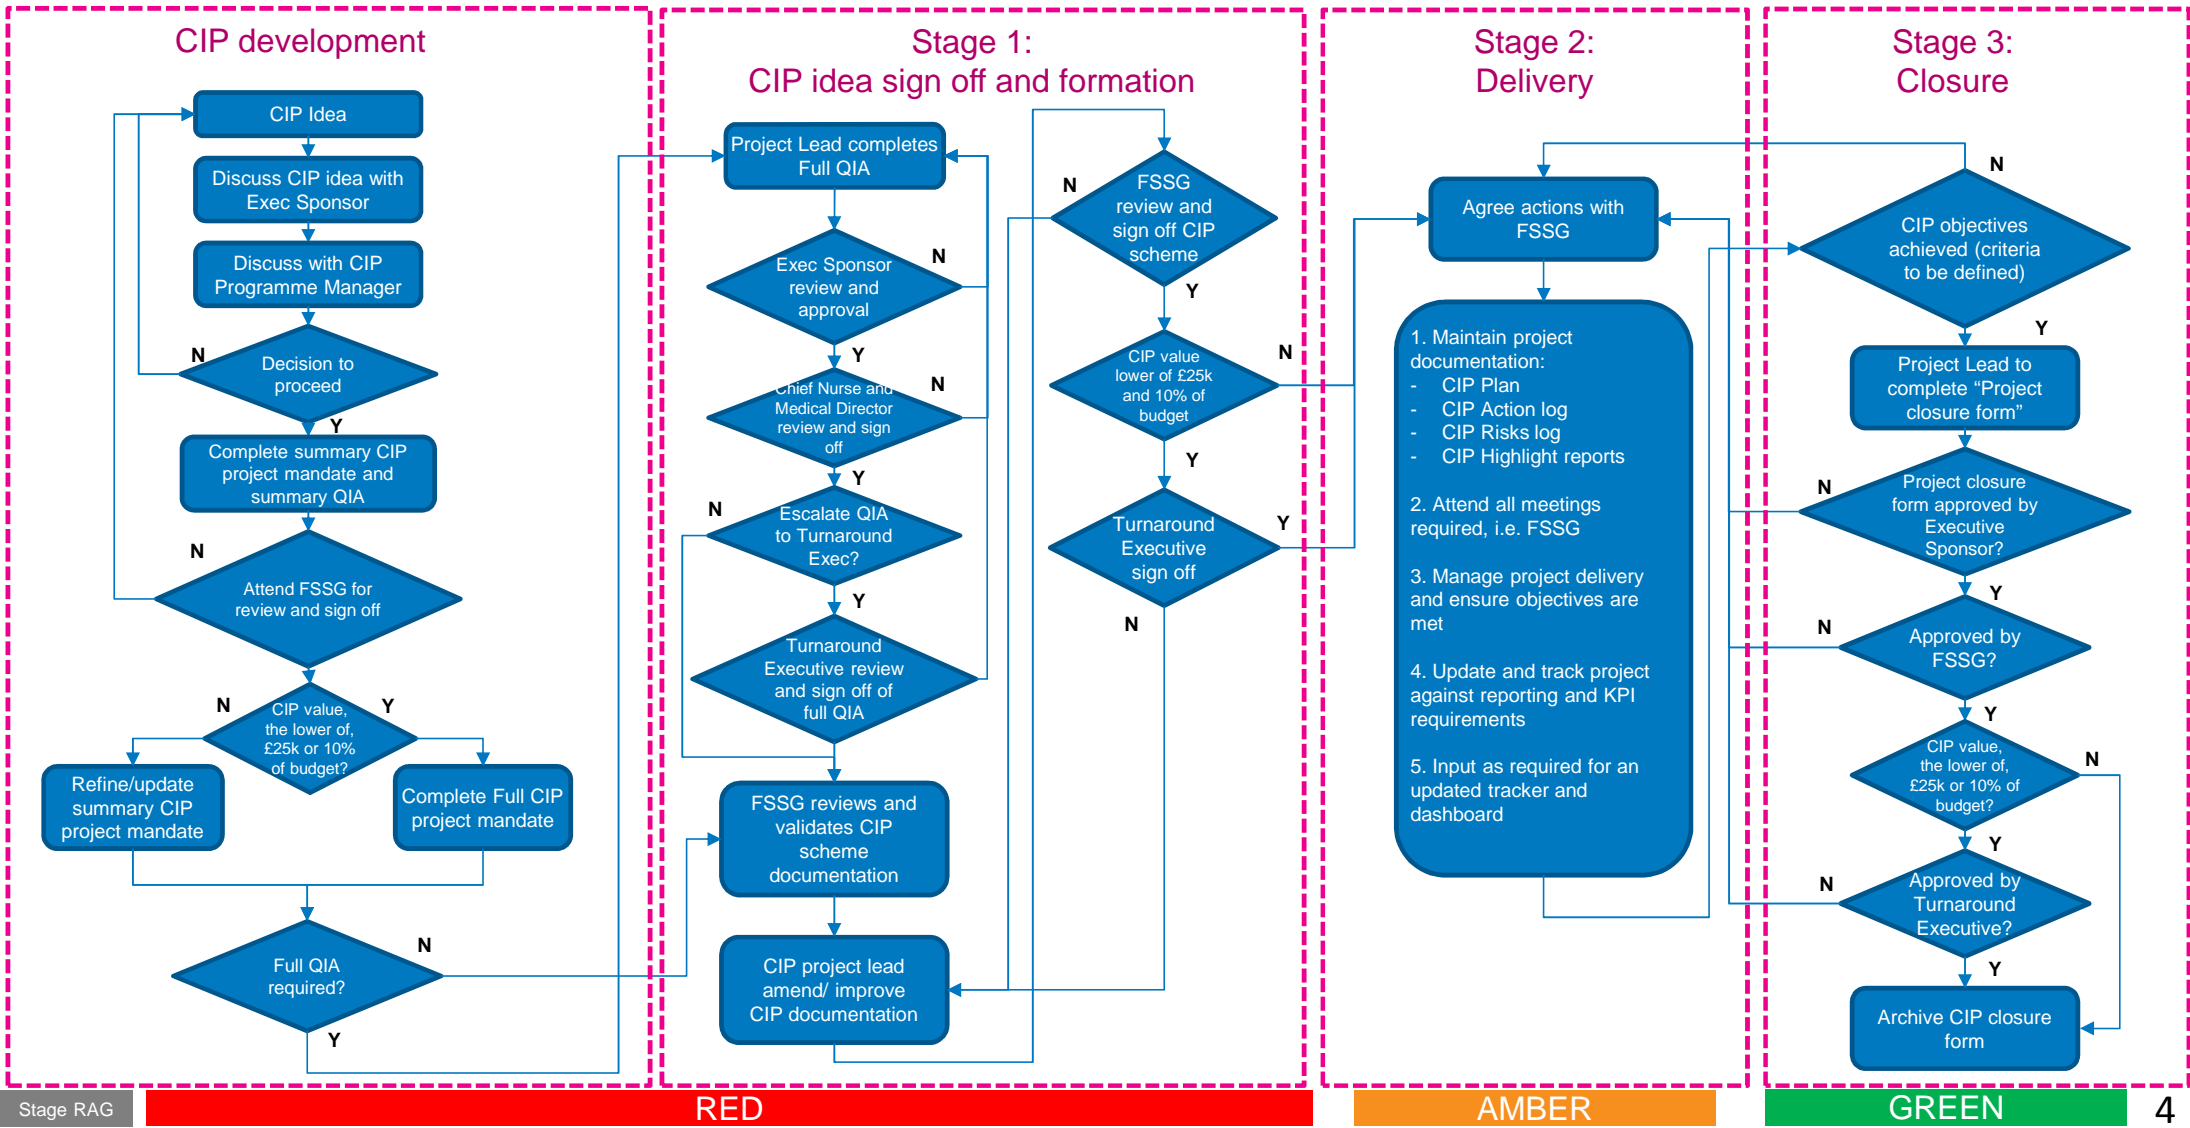 CIP development
CIP Idea
Discuss CIP idea with
Exec Sponsor
Discuss with CIP
Programme Manager
N
Decision to
proceed
Y
Complete summary CIP
project mandate and
summary QIA
N
Attend FSSG for
review and sign off
N
Y
CIP value,
the lower of,
£25k or 10%
of budget?
Refine/update
summary CIP
project mandate
Complete Full CIP
project mandate
N
Full QIA
required?
Y
Stage 1:
CIP idea sign off and formation
Project Lead completes
Full QIA
N
Exec Sponsor
review and
approval
Y
N
Chief Nurse and
Medical Director
review and sign
off
Y
N
Escalate QIA
to Turnaround
Exec?
Y
Turnaround
Executive review
and sign off of
full QIA
FSSG reviews and
validates CIP
scheme
documentation
CIP project lead
amend/ improve
CIP documentation
N
FSSG
review and
sign off CIP
scheme
Y
N
CIP value
lower of £25k
and 10% of
budget
Y
Y
Turnaround
Executive
sign off
N
Stage 2:
Delivery
Agree actions with
FSSG
1. Maintain project
documentation:
- CIP Plan
- CIP Action log
- CIP Risks log
- CIP Highlight reports
2. Attend all meetings
required, i.e. FSSG
3. Manage project delivery
and ensure objectives are
met
4. Update and track project
against reporting and KPI
requirements
5. Input as required for an
updated tracker and
dashboard
Stage 3:
Closure
N
CIP objectives
achieved (criteria
to be defined)
Y
Project Lead to
complete “Project
closure form”
N
Project closure
form approved by
Executive
Sponsor?
Y
N
Approved by
FSSG?
Y
CIP value,
the lower of,
£25k or 10% of
budget?
N
Y
N
Approved by
Turnaround
Executive?
Y
Archive CIP closure
form
Stage RAG
RED
AMBER
GREEN
4